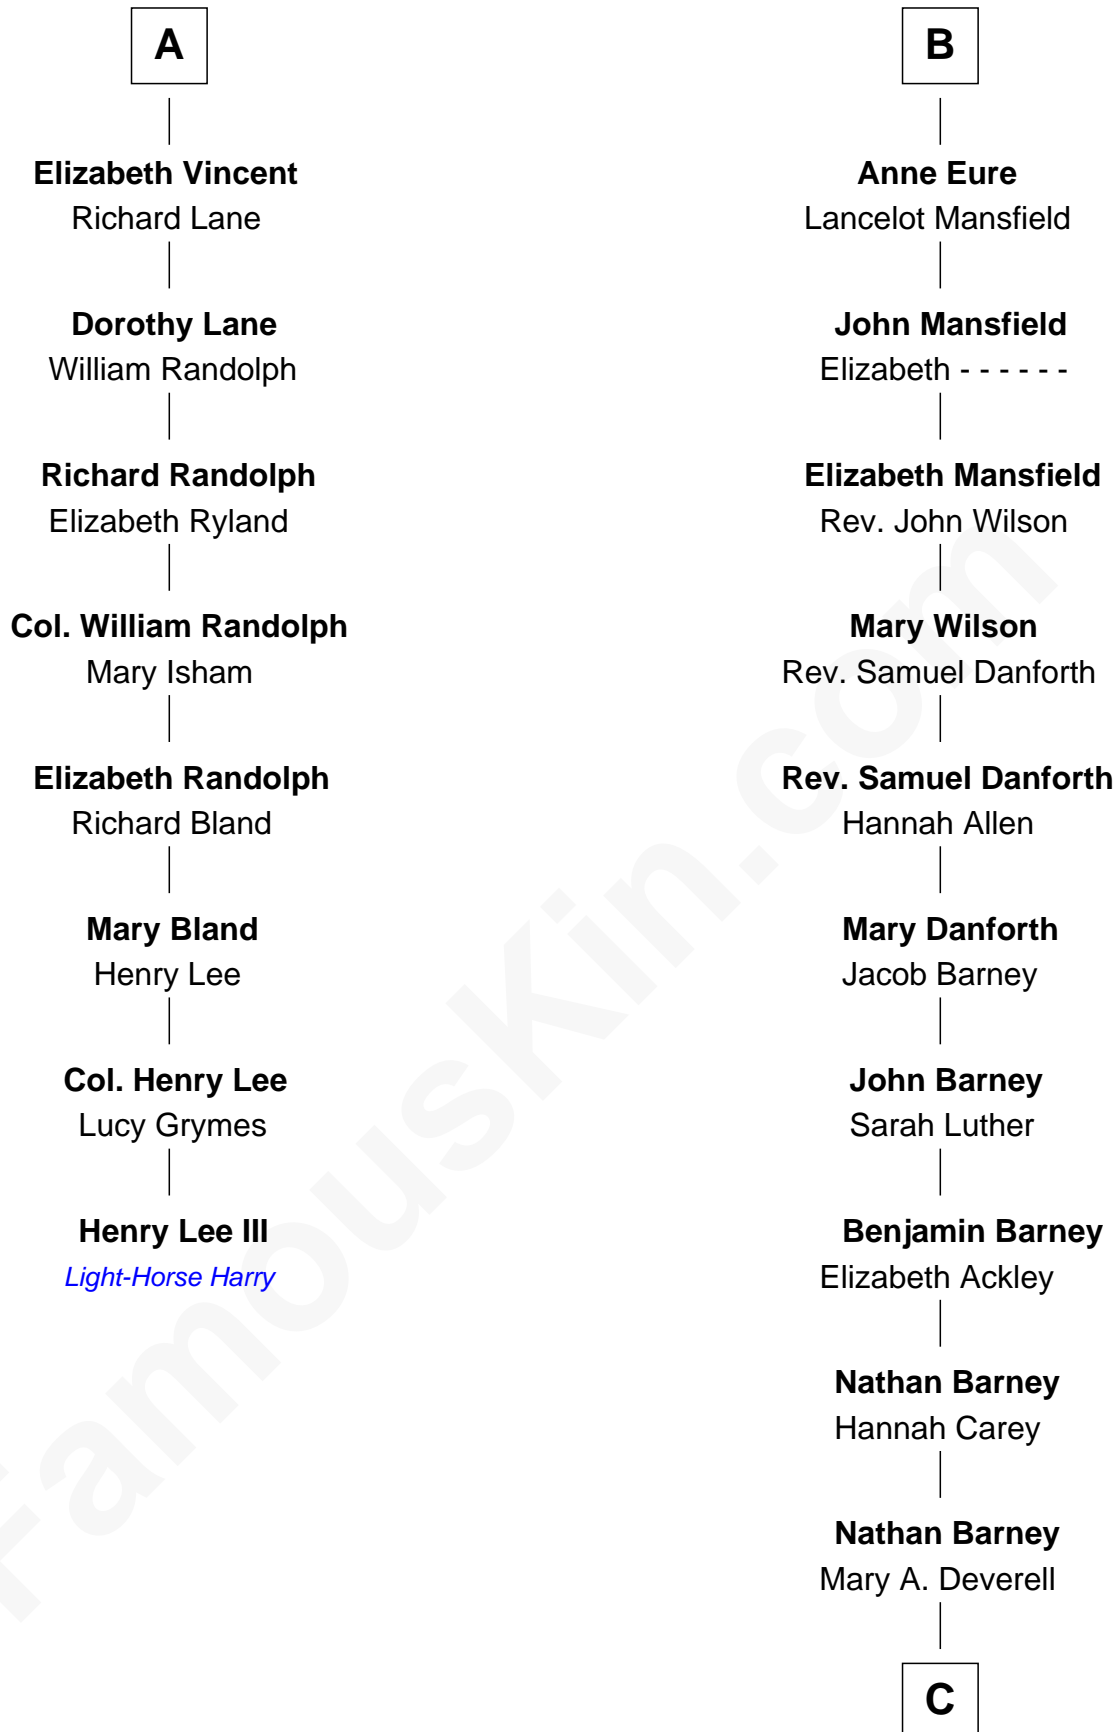 A
Elizabeth Vincent
Richard Lane
Dorothy Lane
William Randolph
Richard Randolph
Elizabeth Ryland
Col. William Randolph
Mary Isham
Elizabeth Randolph
Richard Bland
Mary Bland
Henry Lee
Col. Henry Lee
Lucy Grymes
Henry Lee III
Light-Horse Harry
B
Anne Eure
Lancelot Mansfield
John Mansfield
Elizabeth - - - - - -
Elizabeth Mansfield
Rev. John Wilson
Mary Wilson
Rev. Samuel Danforth
Rev. Samuel Danforth
Hannah Allen
Mary Danforth
Jacob Barney
John Barney
Sarah Luther
Benjamin Barney
Elizabeth Ackley
Nathan Barney
Hannah Carey
Nathan Barney
Mary A. Deverell
C
FamousKin.com